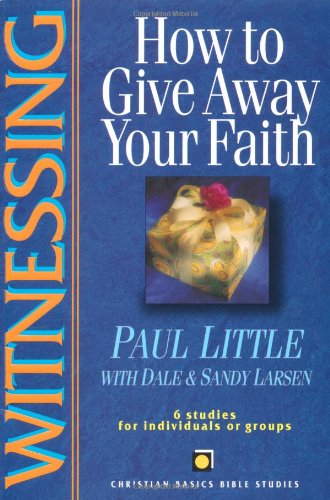 WITNESSING
How to
Give Away
Your Faith
PAUL LITTLE
WITH DALE & SANDY LARSEN
6 studies
for individuals or groups
CHRISTIAN BASICS BIBLE STUDIES